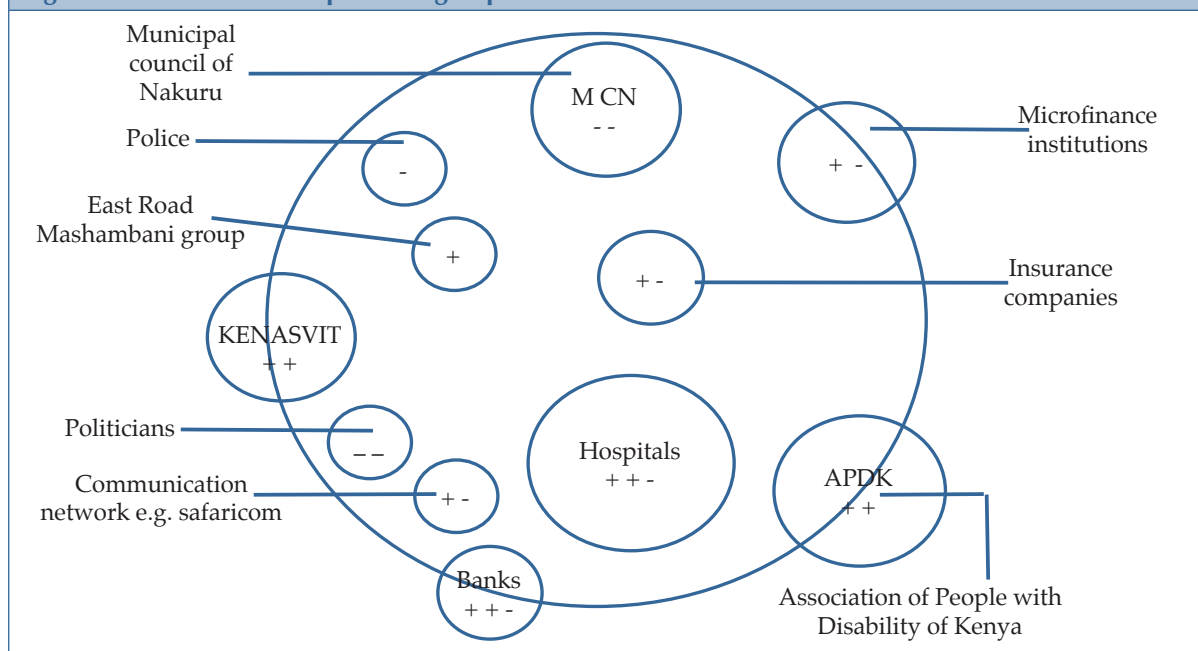 Municipal
council of
Nakuru
M CN
- -
Microfinance
institutions
+ -
Police
-
East Road
Mashambani group
+
Insurance
companies
+ -
KENASVIT
+ +
Politicians
– –
Hospitals
+ + -
APDK
+ +
Communication
network e.g. safaricom
+ -
Banks
+ + -
Association of People with
Disability of Kenya